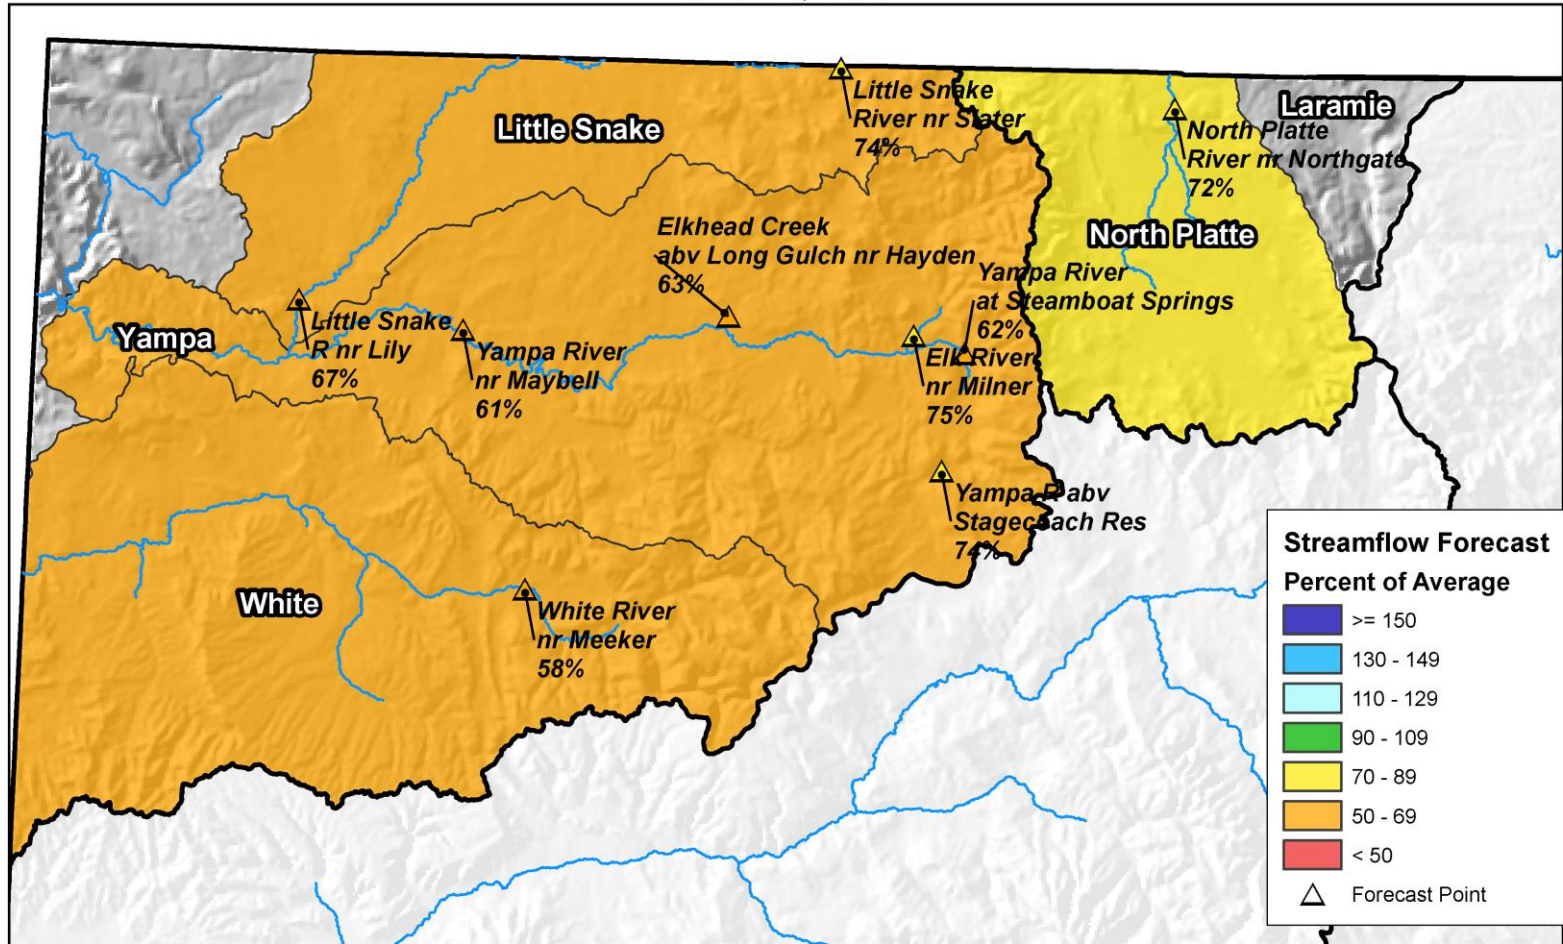 Little Snake
River nr Slater
74%
Laramie
Little Snake
North Platte
River nr Northgate
72%
North Platte
Elkhead Creek
abv Long Gulch nr Hayden
63%
Yampa River
at Steamboat Springs
62%
Yampa
Little Snake
R nr Lily
67%
Yampa River
nr Maybell
61%
Elk River
nr Milner
75%
Yampa R abv
Stagecoach Res
74%
White
White River
nr Meeker
58%
Streamflow Forecast
Percent of Average
>= 150
130 - 149
110 - 129
90 - 109
70 - 89
50 - 69
< 50
Forecast Point